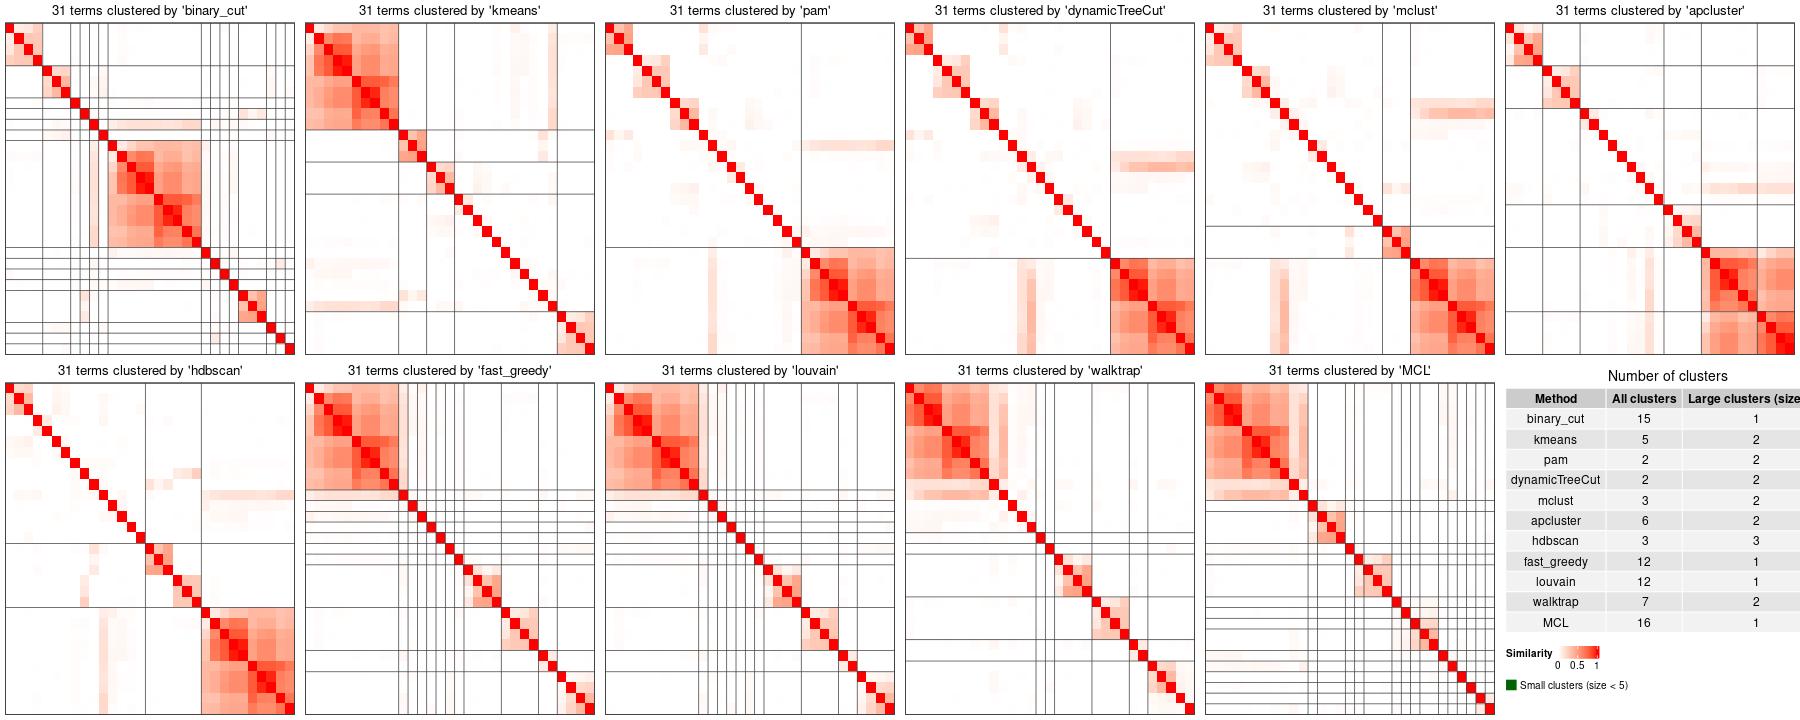 31 terms clustered by 'binary_cut'
31 terms clustered by 'kmeans'
31 terms clustered by 'pam'
31 terms clustered by 'dynamicTreeCut'
31 terms clustered by 'mclust'
31 terms clustered by 'apcluster'
31 terms clustered by 'hdbscan'
31 terms clustered by 'fast_greedy'
31 terms clustered by 'louvain'
31 terms clustered by 'walktrap'
31 terms clustered by 'MCL'
Number of clusters
Method All clusters Large clusters (size
binary_cut 15 1
kmeans 5 2
pam 2 2
dynamicTreeCut 2 2
mclust 3 2
apcluster 6 2
hdbscan 3 3
fast_greedy 12 1
louvain 12 1
walktrap 7 2
MCL 16 1
Similarity
0 0.5 1
Small clusters (size < 5)